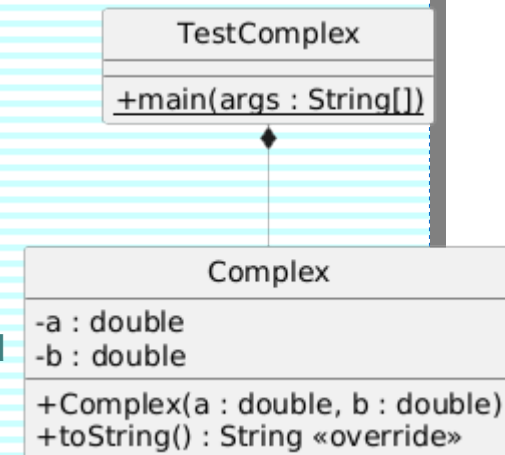 TestComplex
+main(args : String[])
Complex
-a : double
-b : double
+Complex(a : double, b : double)
+toString() : String «override»